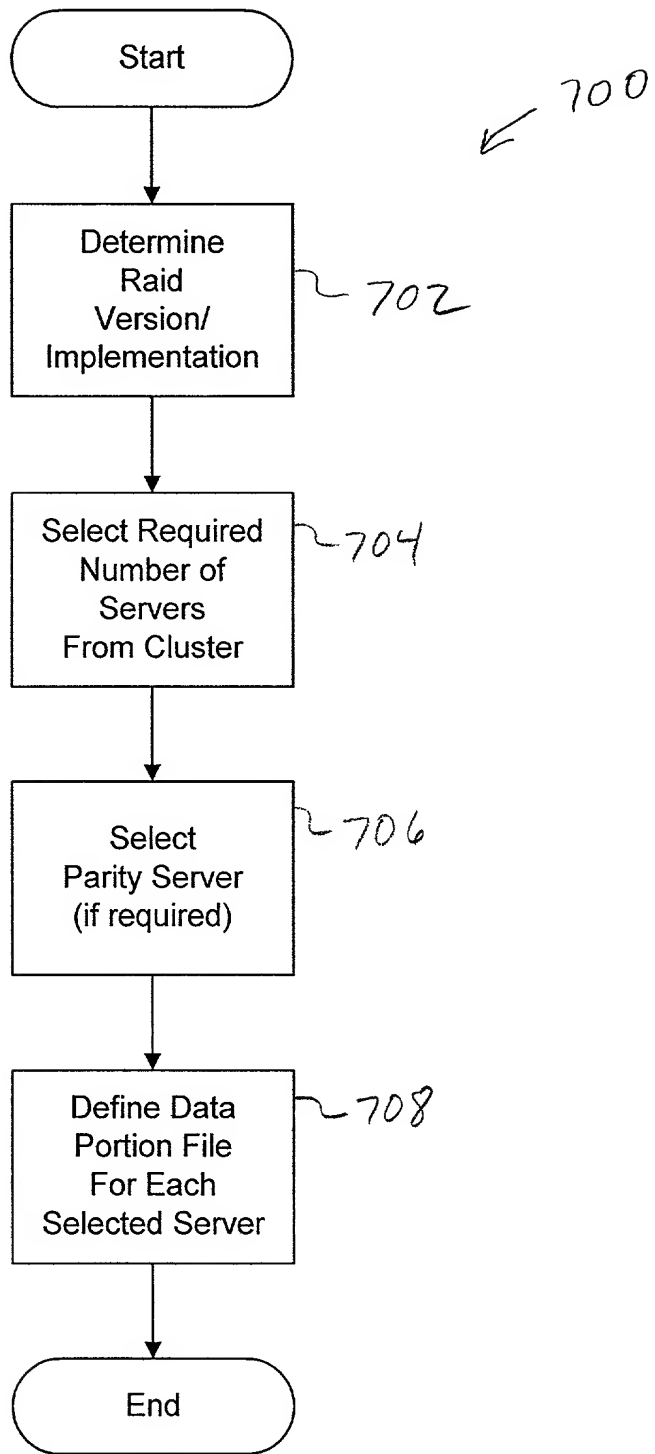 Start
700
Determine
Raid
Version/
Implementation
702
Select Required
Number of
Servers
From Cluster
704
Select
Parity Server
(if required)
706
Define Data
Portion File
For Each
Selected Server
708
End